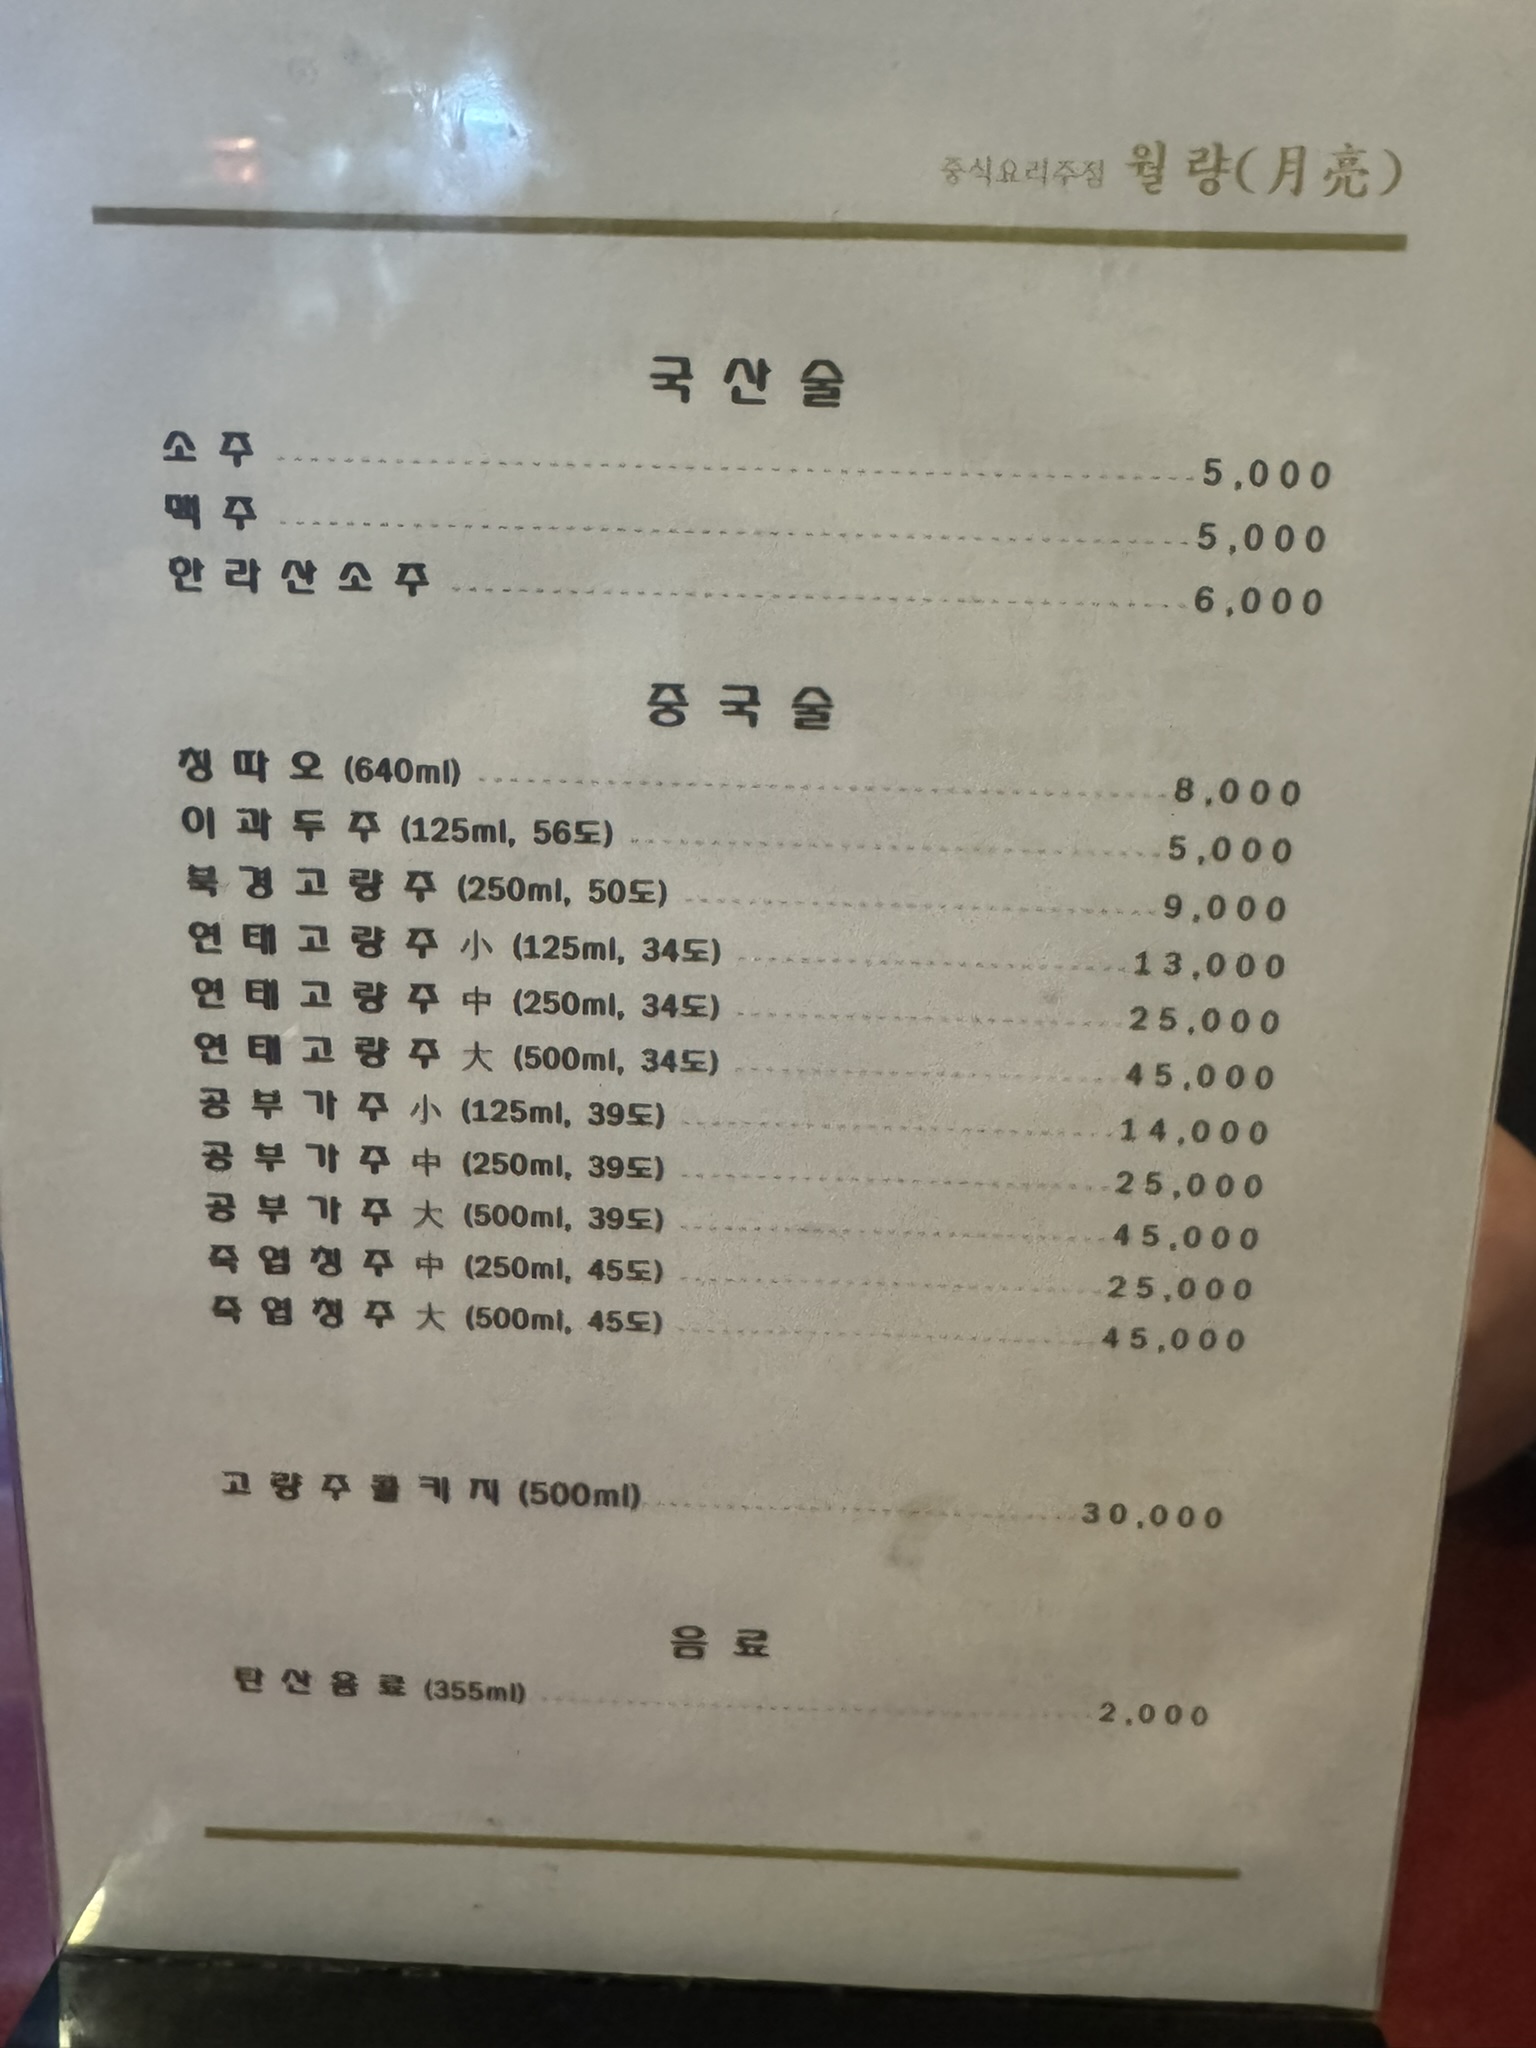 중식요리주점 월량(月亮)
국산술
소주 5,000
맥주 5,000
한라산소주 6,000
중국술
칭따오 (640ml) 8,000
이과두주 (125ml, 56도) 5,000
북경고량주 (250ml, 50도) 9,000
연태고량주 小 (125ml, 34도) 13,000
연태고량주 中 (250ml, 34도) 25,000
연태고량주 大 (500ml, 34도) 45,000
공부가주 小 (125ml, 39도) 14,000
공부가주 中 (250ml, 39도) 25,000
공부가주 大 (500ml, 39도) 45,000
죽엽청주 中 (250ml, 45도) 25,000
죽엽청주 大 (500ml, 45도) 45,000
고량주콜키지 (500ml) 30,000
음료
탄산음료 (355ml) 2,000